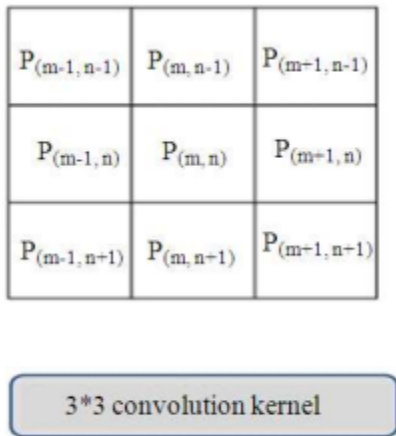 P(m-1, n-1) P(m, n-1) P(m+1, n-1)
P(m-1, n) P(m, n) P(m+1, n)
P(m-1, n+1) P(m, n+1) P(m+1, n+1)
3*3 convolution kernel